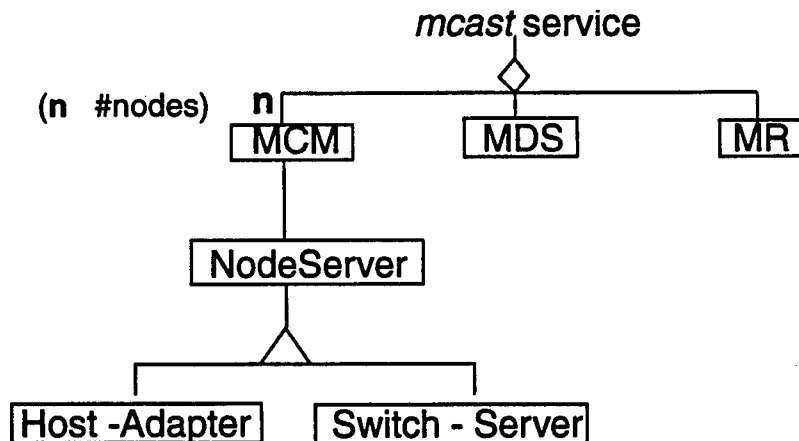 mcast service
(n #nodes) n
MCM MDS MR
NodeServer
Host -Adapter Switch - Server